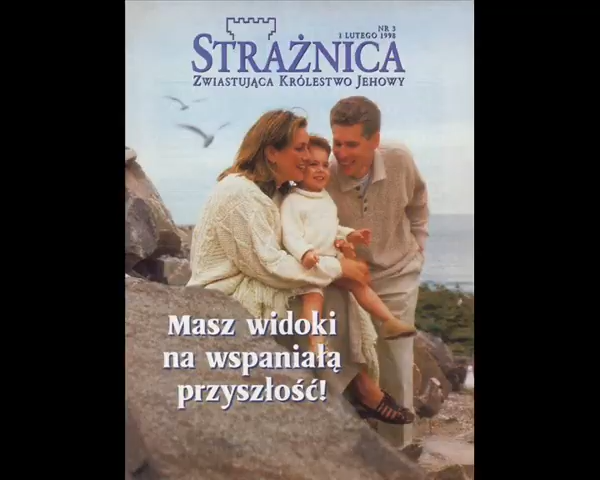 NR 3
1 LUTEGO 1998
STRAŻNICA
ZWIASTUJĄCA KRÓLESTWO JEHOWY
Masz widoki
na wspaniałą
przyszłość!